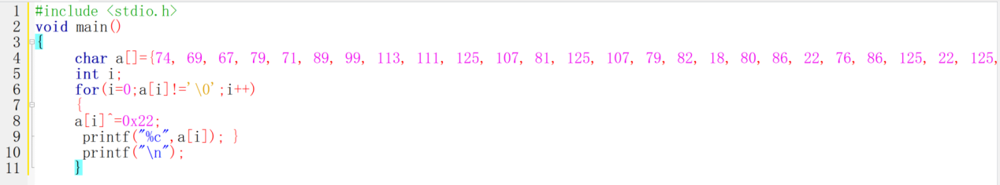 1 #include <stdio.h>
2 void main()
3 {
4 char a[]={74, 69, 67, 79, 71, 89, 99, 113, 111, 125, 107, 81, 125, 107, 79, 82, 18, 80, 86, 22, 76, 86, 125, 22, 125,
5 int i;
6 for(i=0;a[i]!='\0';i++)
7 {
8 a[i]^=0x22;
9 printf("%c",a[i]); }
10 printf("\n");
11 }